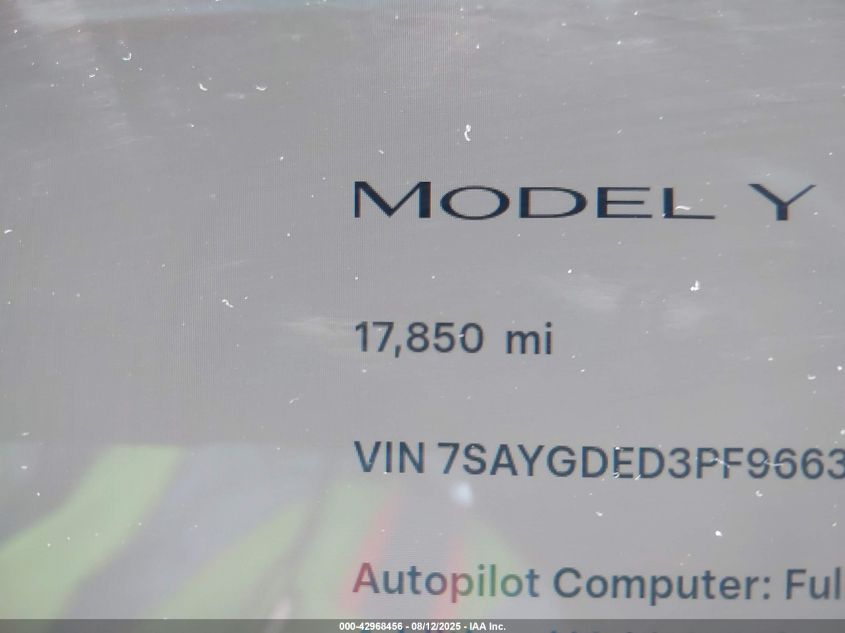 MODEL Y
17,850 mi
VIN 7SAYGDED3PF9663
Autopilot Computer: Ful
000-42968456 - 08/12/2025 - IAA Inc.